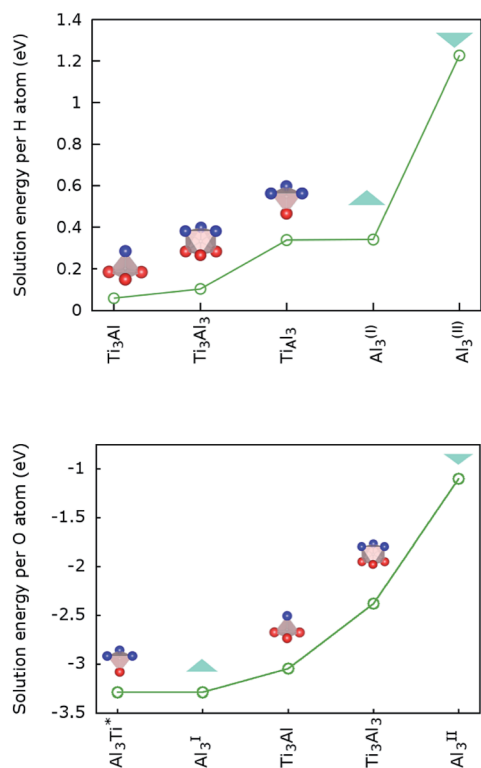 Solution energy per H atom (eV)
1.4
1.2
1
0.8
0.6
0.4
0.2
0
Ti₃Al
Ti₃Al₃
Ti_AI₃
Al₃⁽ᴵ⁾
Al₃⁽ᴵᴵ⁾
Solution energy per O atom (eV)
-1
-1.5
-2
-2.5
-3
-3.5
Al₃Ti*
Al₃ᴵ
Ti₃Al
Ti₃Al₃
Al₃ᴵᴵ